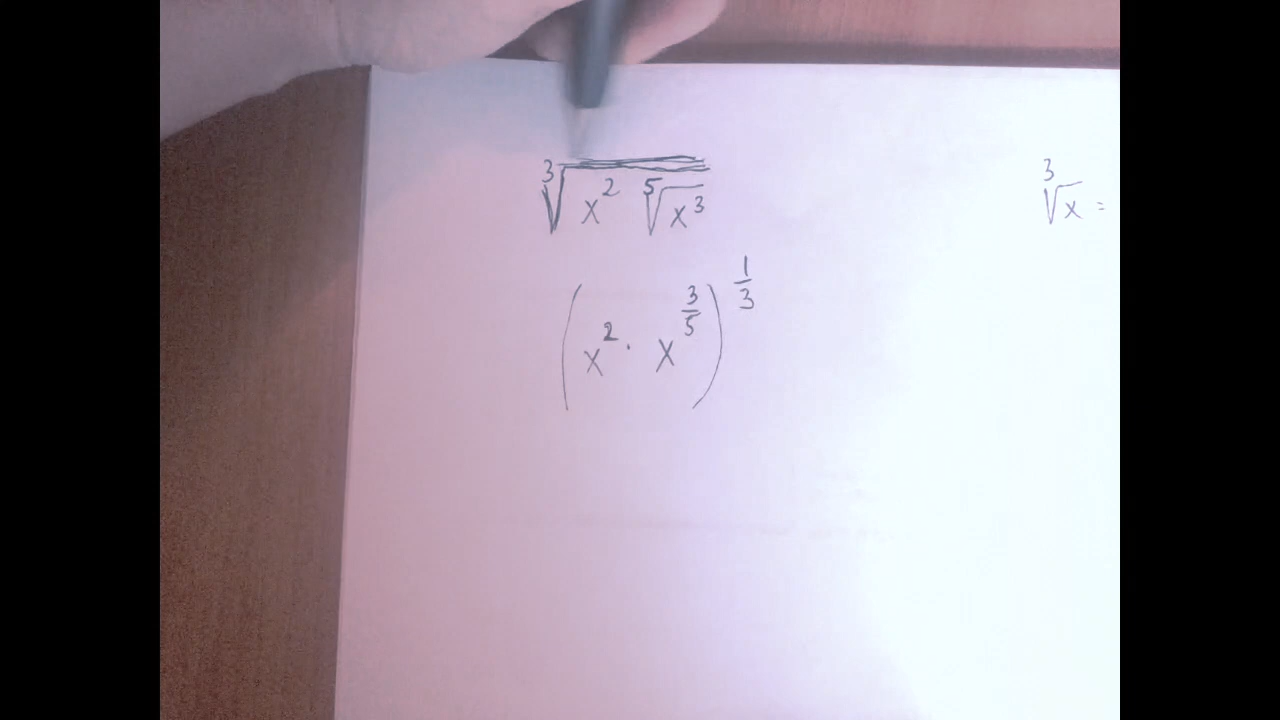 ∛(x² ⁵√(x³))    ∛x =
(x² · x^(3/5))^(1/3)